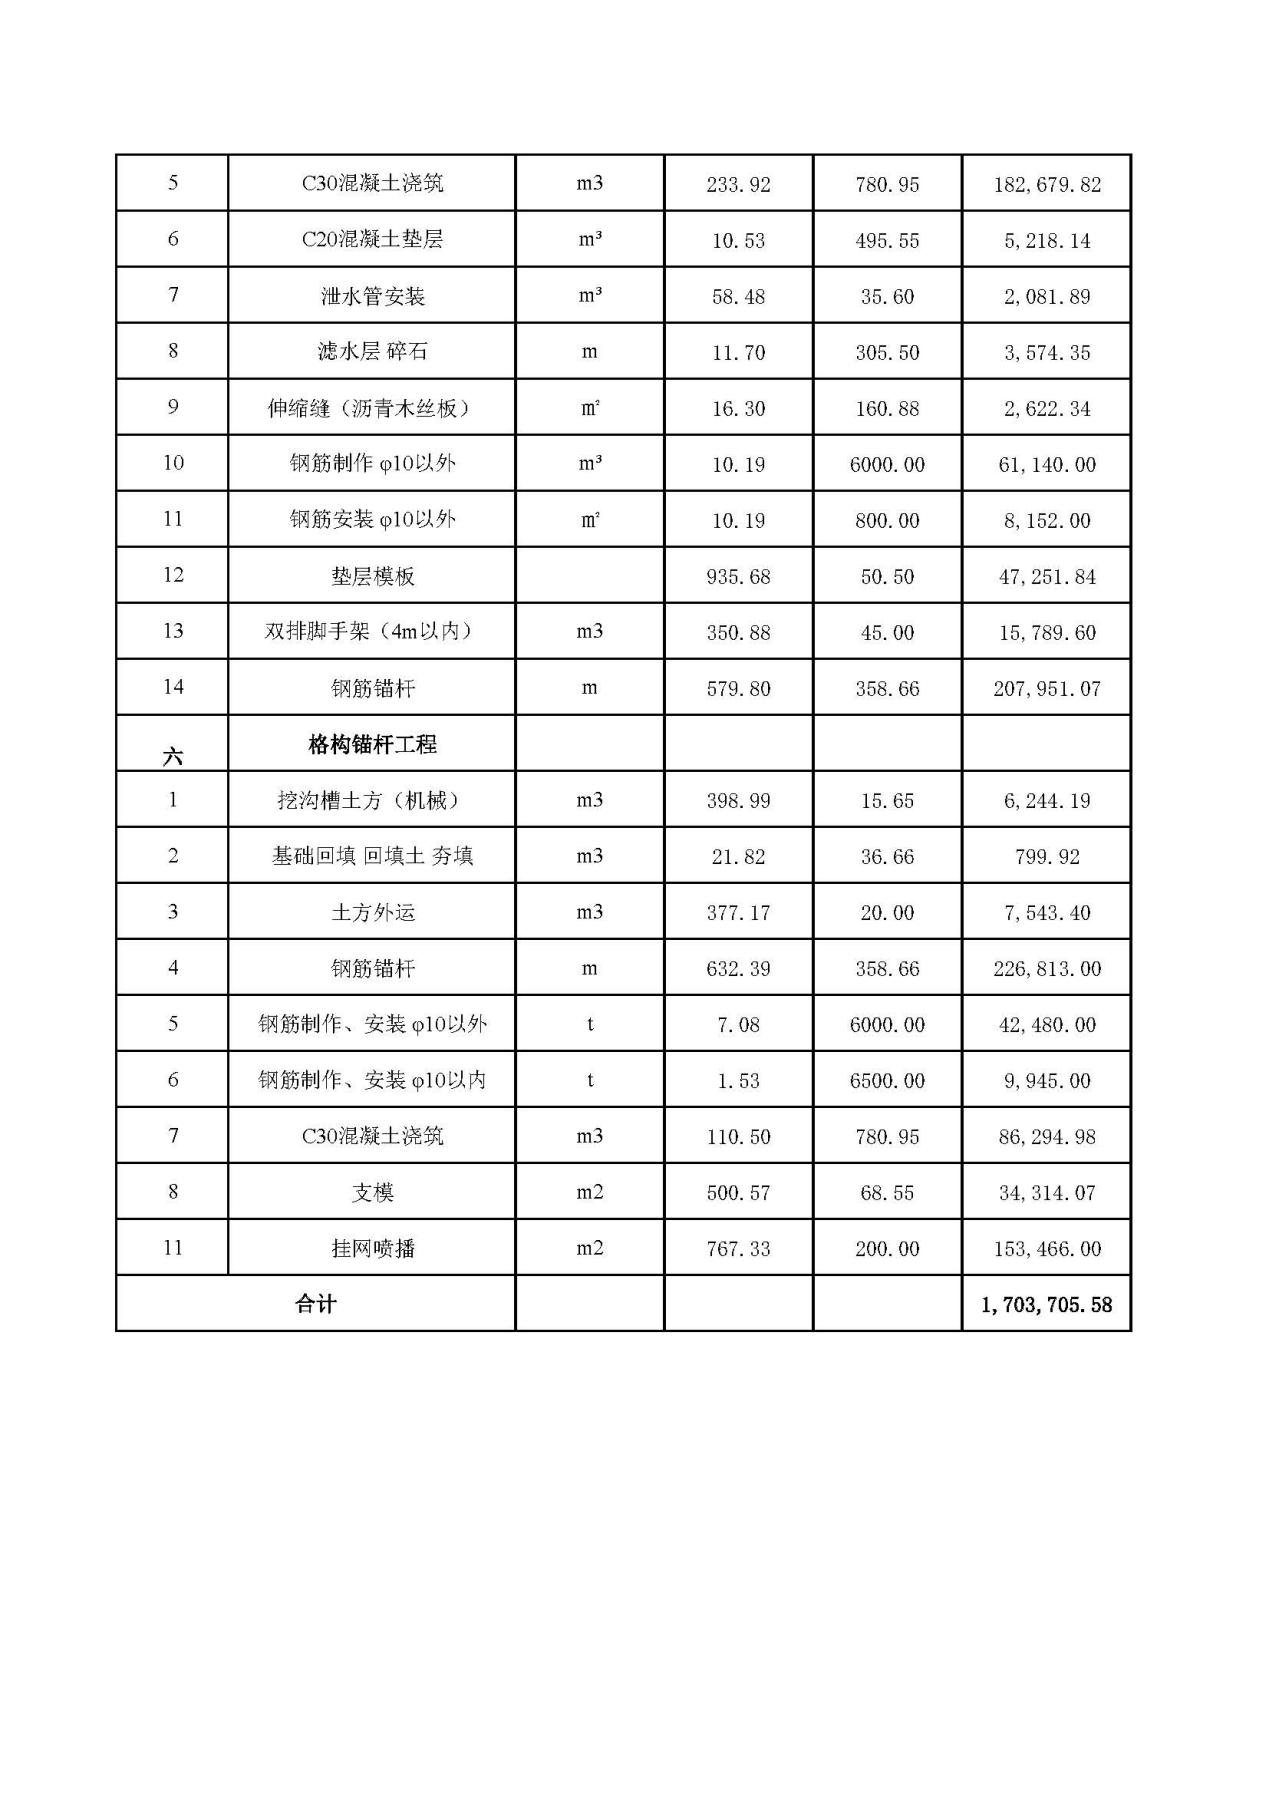 5 C30混凝土浇筑 m3 233.92 780.95 182,679.82
6 C20混凝土垫层 m³ 10.53 495.55 5,218.14
7 泄水管安装 m³ 58.48 35.60 2,081.89
8 滤水层 碎石 m 11.70 305.50 3,574.35
9 伸缩缝（沥青木丝板） m² 16.30 160.88 2,622.34
10 钢筋制作 φ10以外 m³ 10.19 6000.00 61,140.00
11 钢筋安装 φ10以外 m² 10.19 800.00 8,152.00
12 垫层模板 935.68 50.50 47,251.84
13 双排脚手架（4m以内） m3 350.88 45.00 15,789.60
14 钢筋锚杆 m 579.80 358.66 207,951.07
六 格构锚杆工程
1 挖沟槽土方（机械） m3 398.99 15.65 6,244.19
2 基础回填 回填土 夯填 m3 21.82 36.66 799.92
3 土方外运 m3 377.17 20.00 7,543.40
4 钢筋锚杆 m 632.39 358.66 226,813.00
5 钢筋制作、安装 φ10以外 t 7.08 6000.00 42,480.00
6 钢筋制作、安装 φ10以内 t 1.53 6500.00 9,945.00
7 C30混凝土浇筑 m3 110.50 780.95 86,294.98
8 支模 m2 500.57 68.55 34,314.07
11 挂网喷播 m2 767.33 200.00 153,466.00
合计 1,703,705.58